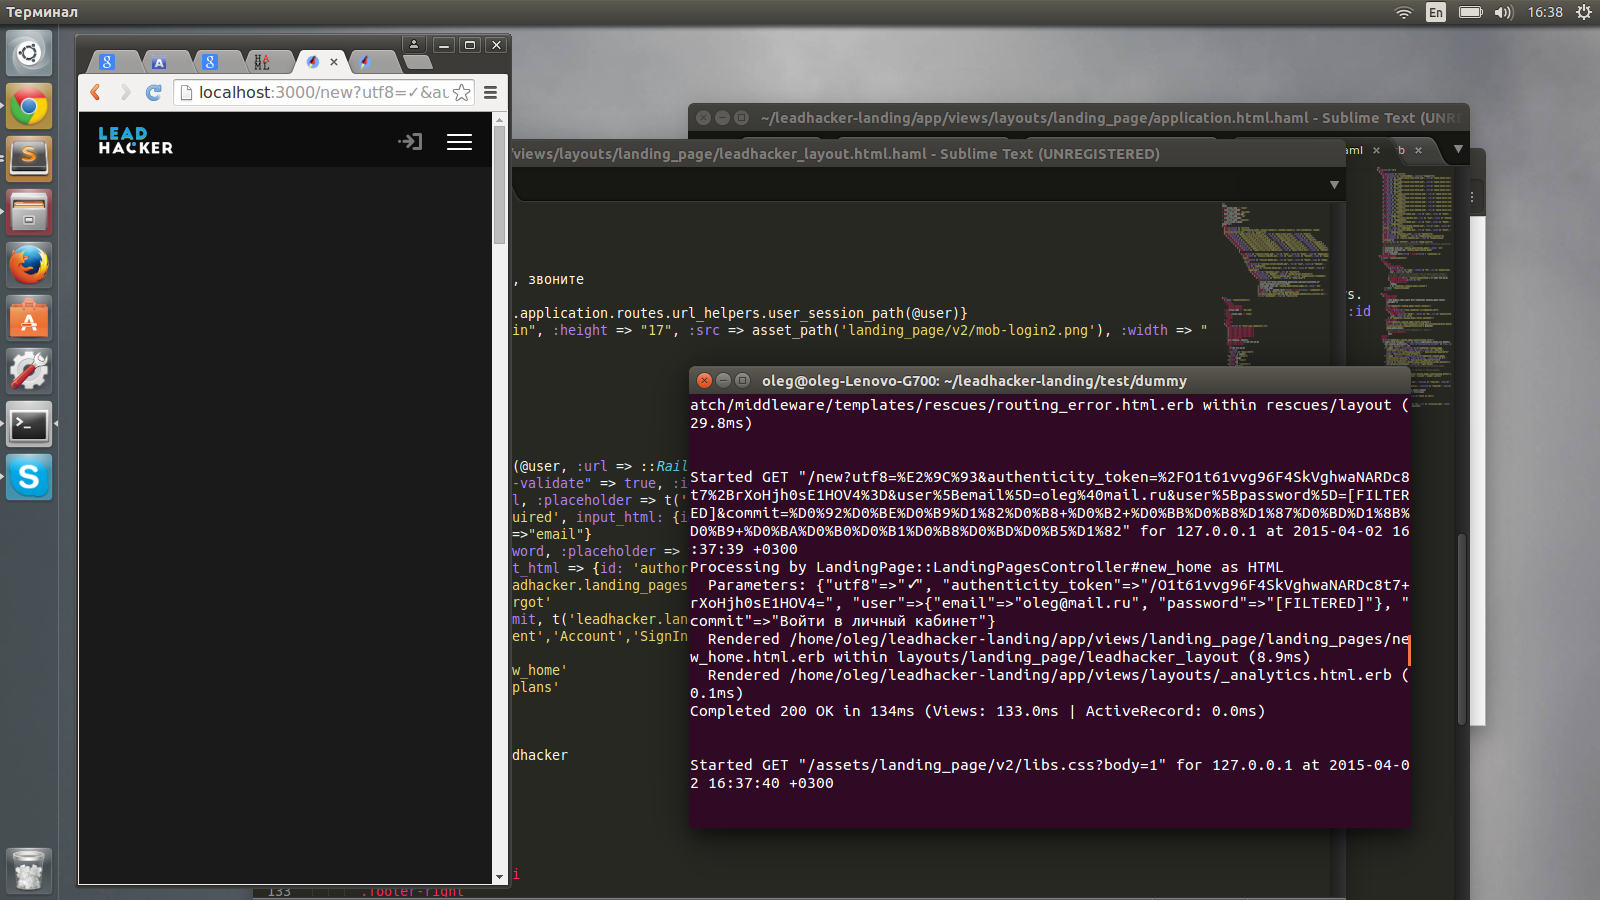 Терминал
En
16:38
localhost:3000/new?utf8=✓&au
LEAD
HACKER
~/leadhacker-landing/app/views/layouts/landing_page/application.html.haml - Sublime Text (UNRE
/views/layouts/landing_page/leadhacker_layout.html.haml - Sublime Text (UNREGISTERED)
aml
b
, звоните
.application.routes.url_helpers.user_session_path(@user)}
in", :height => "17", :src => asset_path('landing_page/v2/mob-login2.png'), :width => "
s.
:id
oleg@oleg-Lenovo-G700: ~/leadhacker-landing/test/dummy
atch/middleware/templates/rescues/routing_error.html.erb within rescues/layout (
29.8ms)
Started GET "/new?utf8=%E2%9C%93&authenticity_token=%2FO1t61vvg96F4SkVghwaNARDc8
t7%2BrXoHjh0sE1HOV4%3D&user%5Bemail%5D=oleg%40mail.ru&user%5Bpassword%5D=[FILTER
ED]&commit=%D0%92%D0%BE%D0%B9%D1%82%D0%B8+%D0%B2+%D0%BB%D0%B8%D1%87%D0%BD%D1%8B%
D0%B9+%D0%BA%D0%B0%D0%B1%D0%B8%D0%BD%D0%B5%D1%82" for 127.0.0.1 at 2015-04-02 16
:37:39 +0300
Processing by LandingPage::LandingPagesController#new_home as HTML
Parameters: {"utf8"=>"✓", "authenticity_token"=>"/O1t61vvg96F4SkVghwaNARDc8t7+
rXoHjh0sE1HOV4=", "user"=>{"email"=>"oleg@mail.ru", "password"=>"[FILTERED]"}, "
commit"=>"Войти в личный кабинет"}
Rendered /home/oleg/leadhacker-landing/app/views/landing_page/landing_pages/ne
w_home.html.erb within layouts/landing_page/leadhacker_layout (8.9ms)
Rendered /home/oleg/leadhacker-landing/app/views/layouts/_analytics.html.erb (
0.1ms)
Completed 200 OK in 134ms (Views: 133.0ms | ActiveRecord: 0.0ms)
Started GET "/assets/landing_page/v2/libs.css?body=1" for 127.0.0.1 at 2015-04-0
2 16:37:40 +0300
(@user, :url => ::Rail
-validate" => true, :i
l, :placeholder => t('
uired', input_html: {i
=>"email"}
word, :placeholder =>
t_html => {id: 'author
adhacker.landing_pages
rgot'
mit, t('leadhacker.lan
ent','Account','SignIn
w_home'
plans'
dhacker
i
133 .footer-right